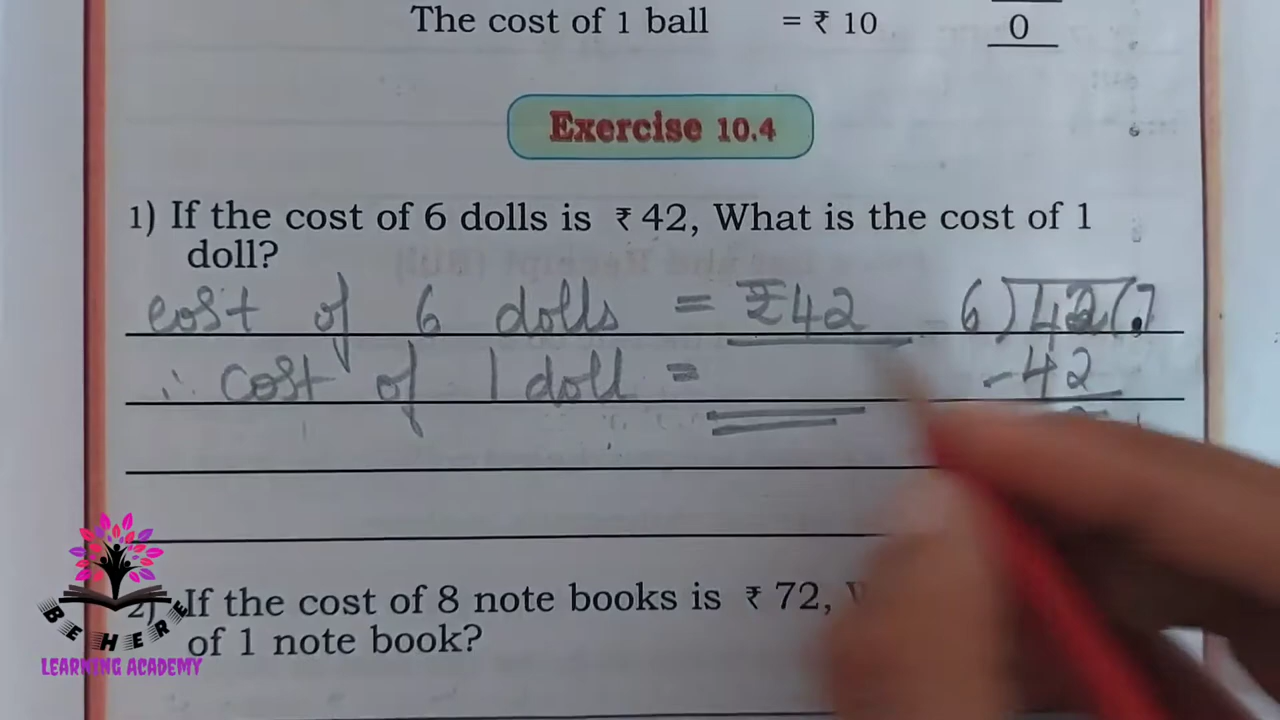 The cost of 1 ball = ₹ 10 0
Exercise 10.4
1) If the cost of 6 dolls is ₹ 42, What is the cost of 1
doll?
cost of 6 dolls = ₹42 6)42(7
∴ cost of 1 doll = -42
2) If the cost of 8 note books is ₹ 72,
of 1 note book?
BE HERE
LEARNING ACADEMY